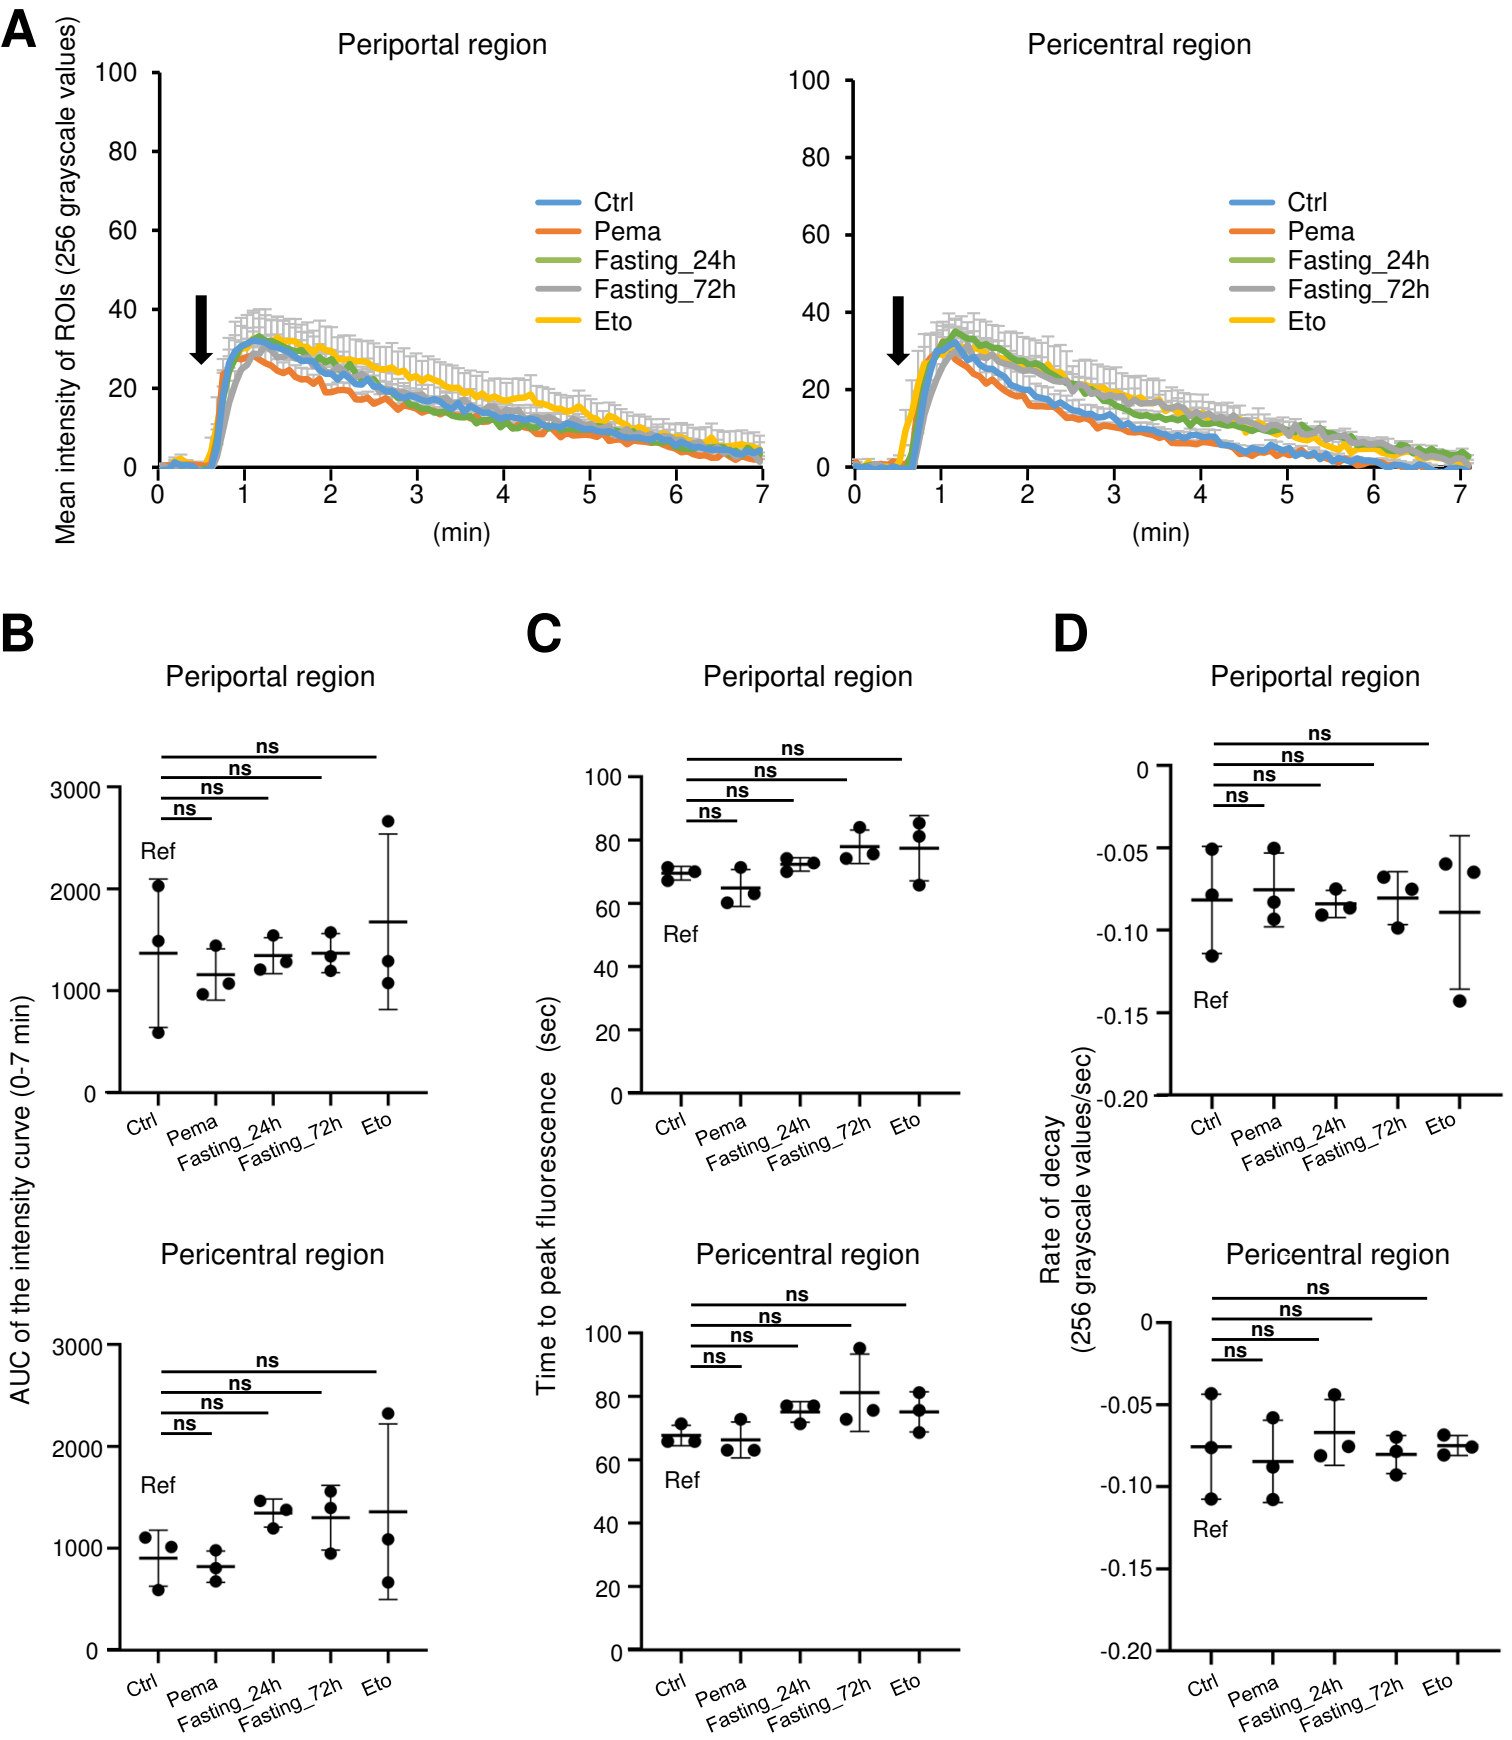 A
Periportal region
Pericentral region
Mean intensity of ROIs (256 grayscale values)
100
80
60
40
20
0
0 1 2 3 4 5 6 7
(min)
Ctrl
Pema
Fasting_24h
Fasting_72h
Eto
100
80
60
40
20
0
0 1 2 3 4 5 6 7
(min)
Ctrl
Pema
Fasting_24h
Fasting_72h
Eto
B
AUC of the intensity curve (0-7 min)
Periportal region
ns
ns
ns
ns
Ref
3000
2000
1000
0
Ctrl
Pema
Fasting_24h
Fasting_72h
Eto
Pericentral region
ns
ns
ns
ns
Ref
3000
2000
1000
0
Ctrl
Pema
Fasting_24h
Fasting_72h
Eto
C
Time to peak fluorescence (sec)
Periportal region
ns
ns
ns
ns
Ref
100
80
60
40
20
0
Ctrl
Pema
Fasting_24h
Fasting_72h
Eto
Pericentral region
ns
ns
ns
ns
Ref
100
80
60
40
20
0
Ctrl
Pema
Fasting_24h
Fasting_72h
Eto
D
Rate of decay
(256 grayscale values/sec)
Periportal region
ns
ns
ns
ns
Ref
0
-0.05
-0.10
-0.15
-0.20
Ctrl
Pema
Fasting_24h
Fasting_72h
Eto
Pericentral region
ns
ns
ns
ns
Ref
0
-0.05
-0.10
-0.15
-0.20
Ctrl
Pema
Fasting_24h
Fasting_72h
Eto